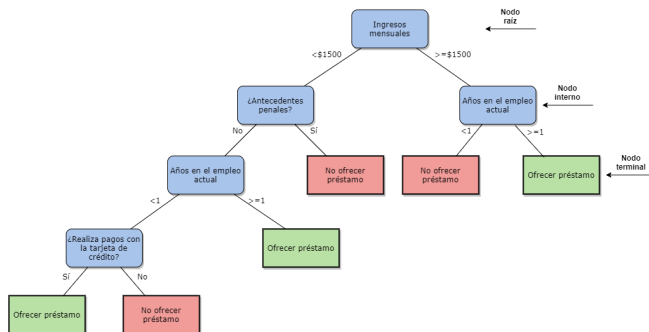 Ingresos
mensuales
Nodo
raíz
<$1500
>=$1500
¿Antecedentes
penales?
Años en el empleo
actual
Nodo
interno
No
Sí
<1
>=1
Años en el empleo
actual
No ofrecer
préstamo
No ofrecer
préstamo
Ofrecer préstamo
Nodo
terminal
<1
>=1
¿Realiza pagos con
la tarjeta de
crédito?
Ofrecer préstamo
Sí
No
Ofrecer préstamo
No ofrecer
préstamo